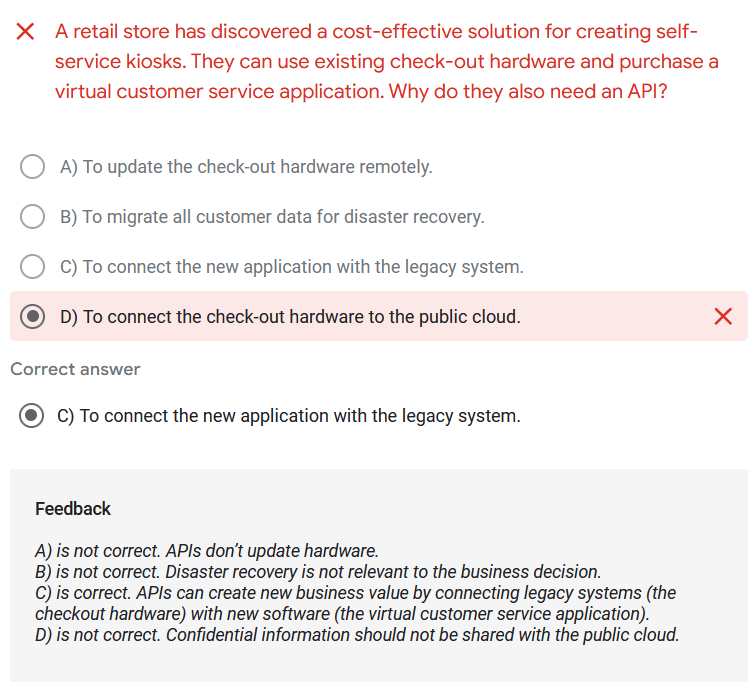 A retail store has discovered a cost-effective solution for creating self-
service kiosks. They can use existing check-out hardware and purchase a
virtual customer service application. Why do they also need an API?
A) To update the check-out hardware remotely.
B) To migrate all customer data for disaster recovery.
C) To connect the new application with the legacy system.
D) To connect the check-out hardware to the public cloud.
Correct answer
C) To connect the new application with the legacy system.
Feedback
A) is not correct. APIs don’t update hardware.
B) is not correct. Disaster recovery is not relevant to the business decision.
C) is correct. APIs can create new business value by connecting legacy systems (the
checkout hardware) with new software (the virtual customer service application).
D) is not correct. Confidential information should not be shared with the public cloud.